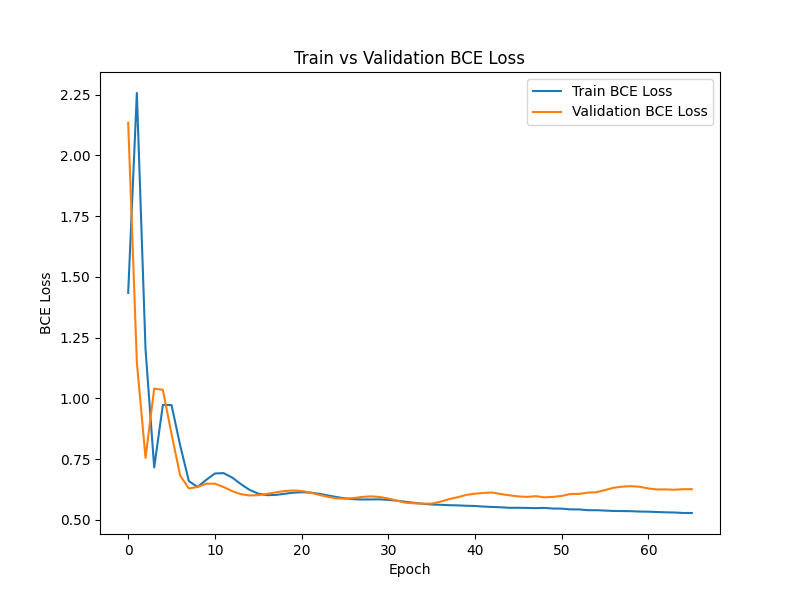 Train vs Validation BCE Loss
Train BCE Loss
Validation BCE Loss
2.25
2.00
1.75
1.50
1.25
1.00
0.75
0.50
BCE Loss
0 10 20 30 40 50 60
Epoch